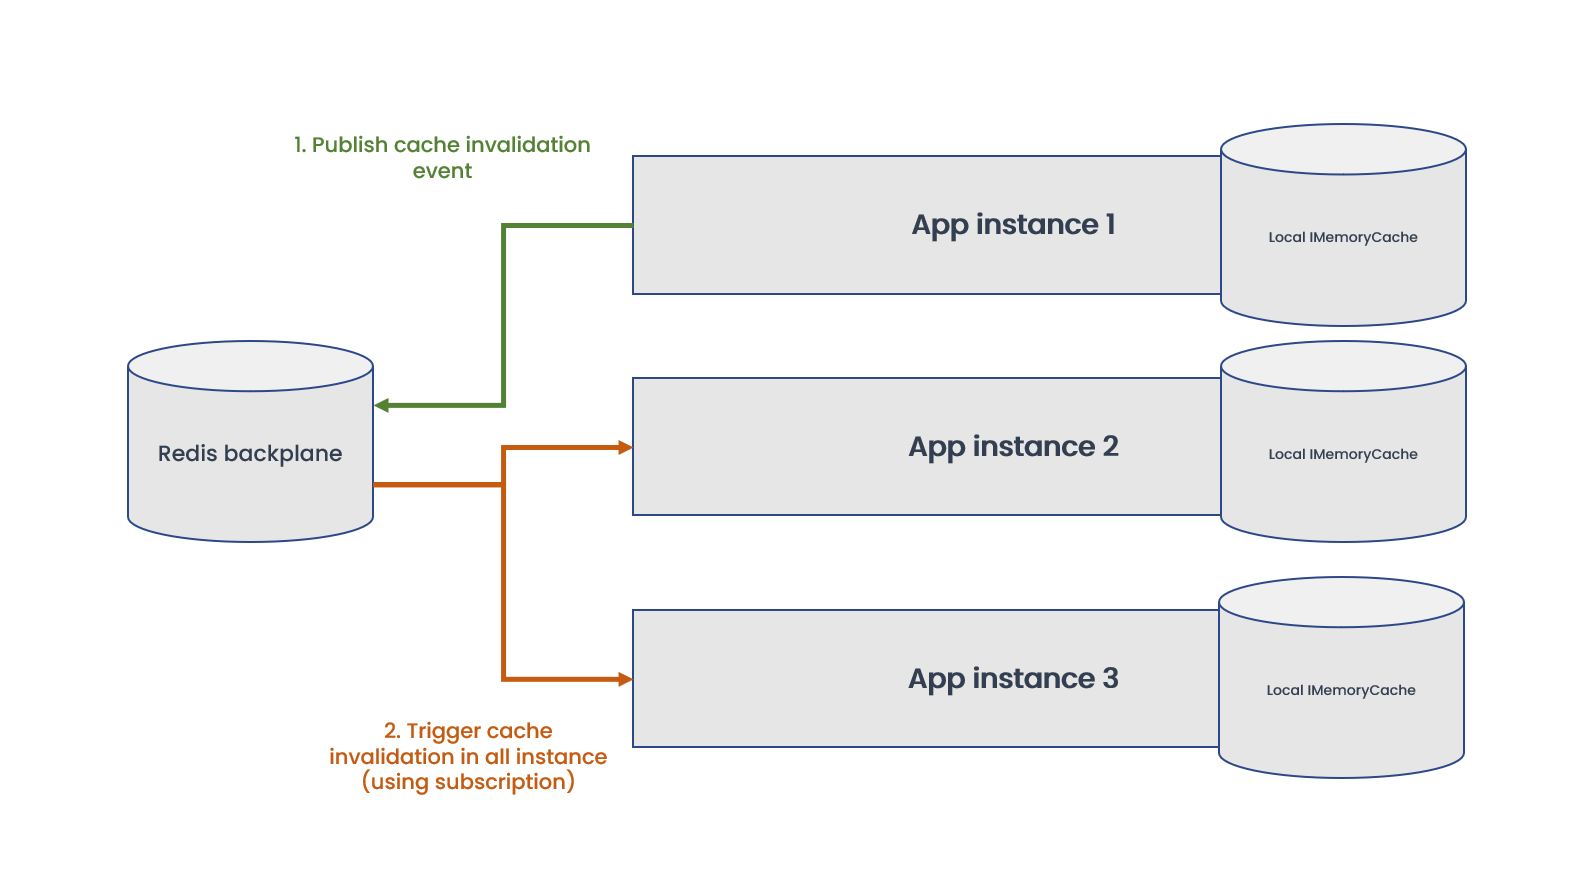 1. Publish cache invalidation
event
App instance 1
Local IMemoryCache
Redis backplane
App instance 2
Local IMemoryCache
App instance 3
Local IMemoryCache
2. Trigger cache
invalidation in all instance
(using subscription)